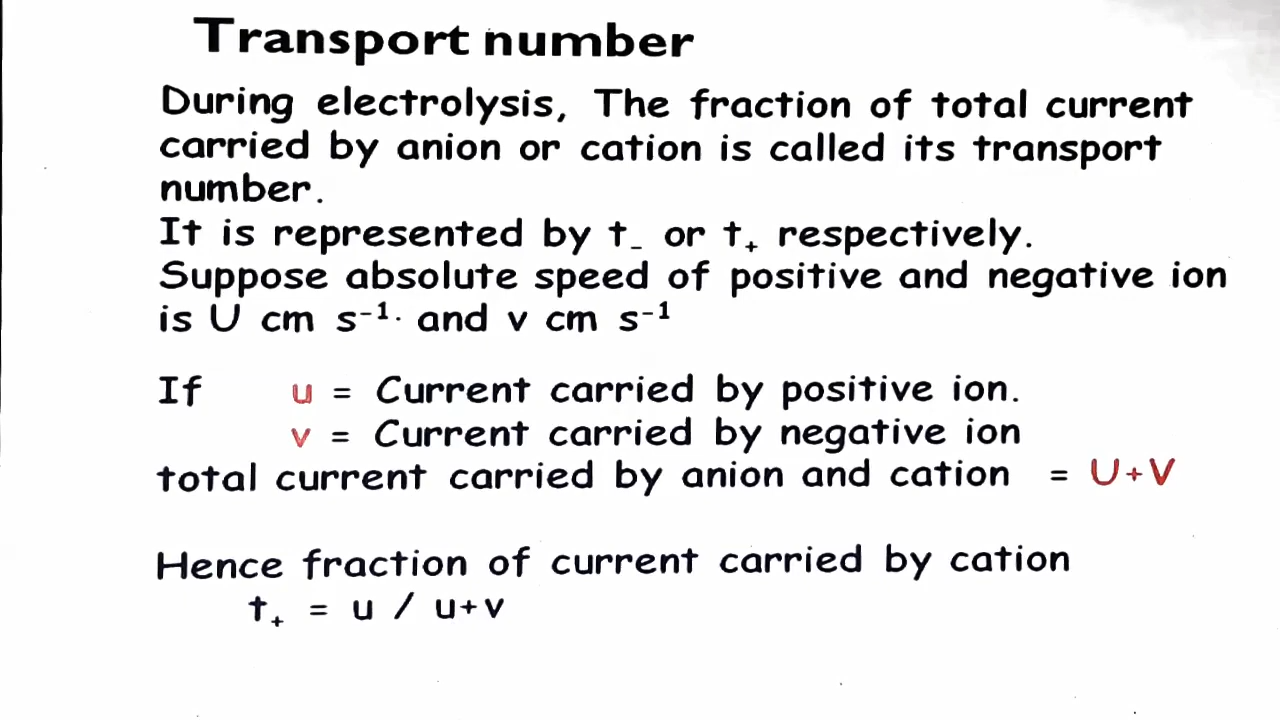 Transport number
During electrolysis, The fraction of total current
carried by anion or cation is called its transport
number.
It is represented by t₋ or t₊ respectively.
Suppose absolute speed of positive and negative ion
is U cm s⁻¹· and v cm s⁻¹
If u = Current carried by positive ion.
v = Current carried by negative ion
total current carried by anion and cation = U+V
Hence fraction of current carried by cation
t₊ = u / u+v